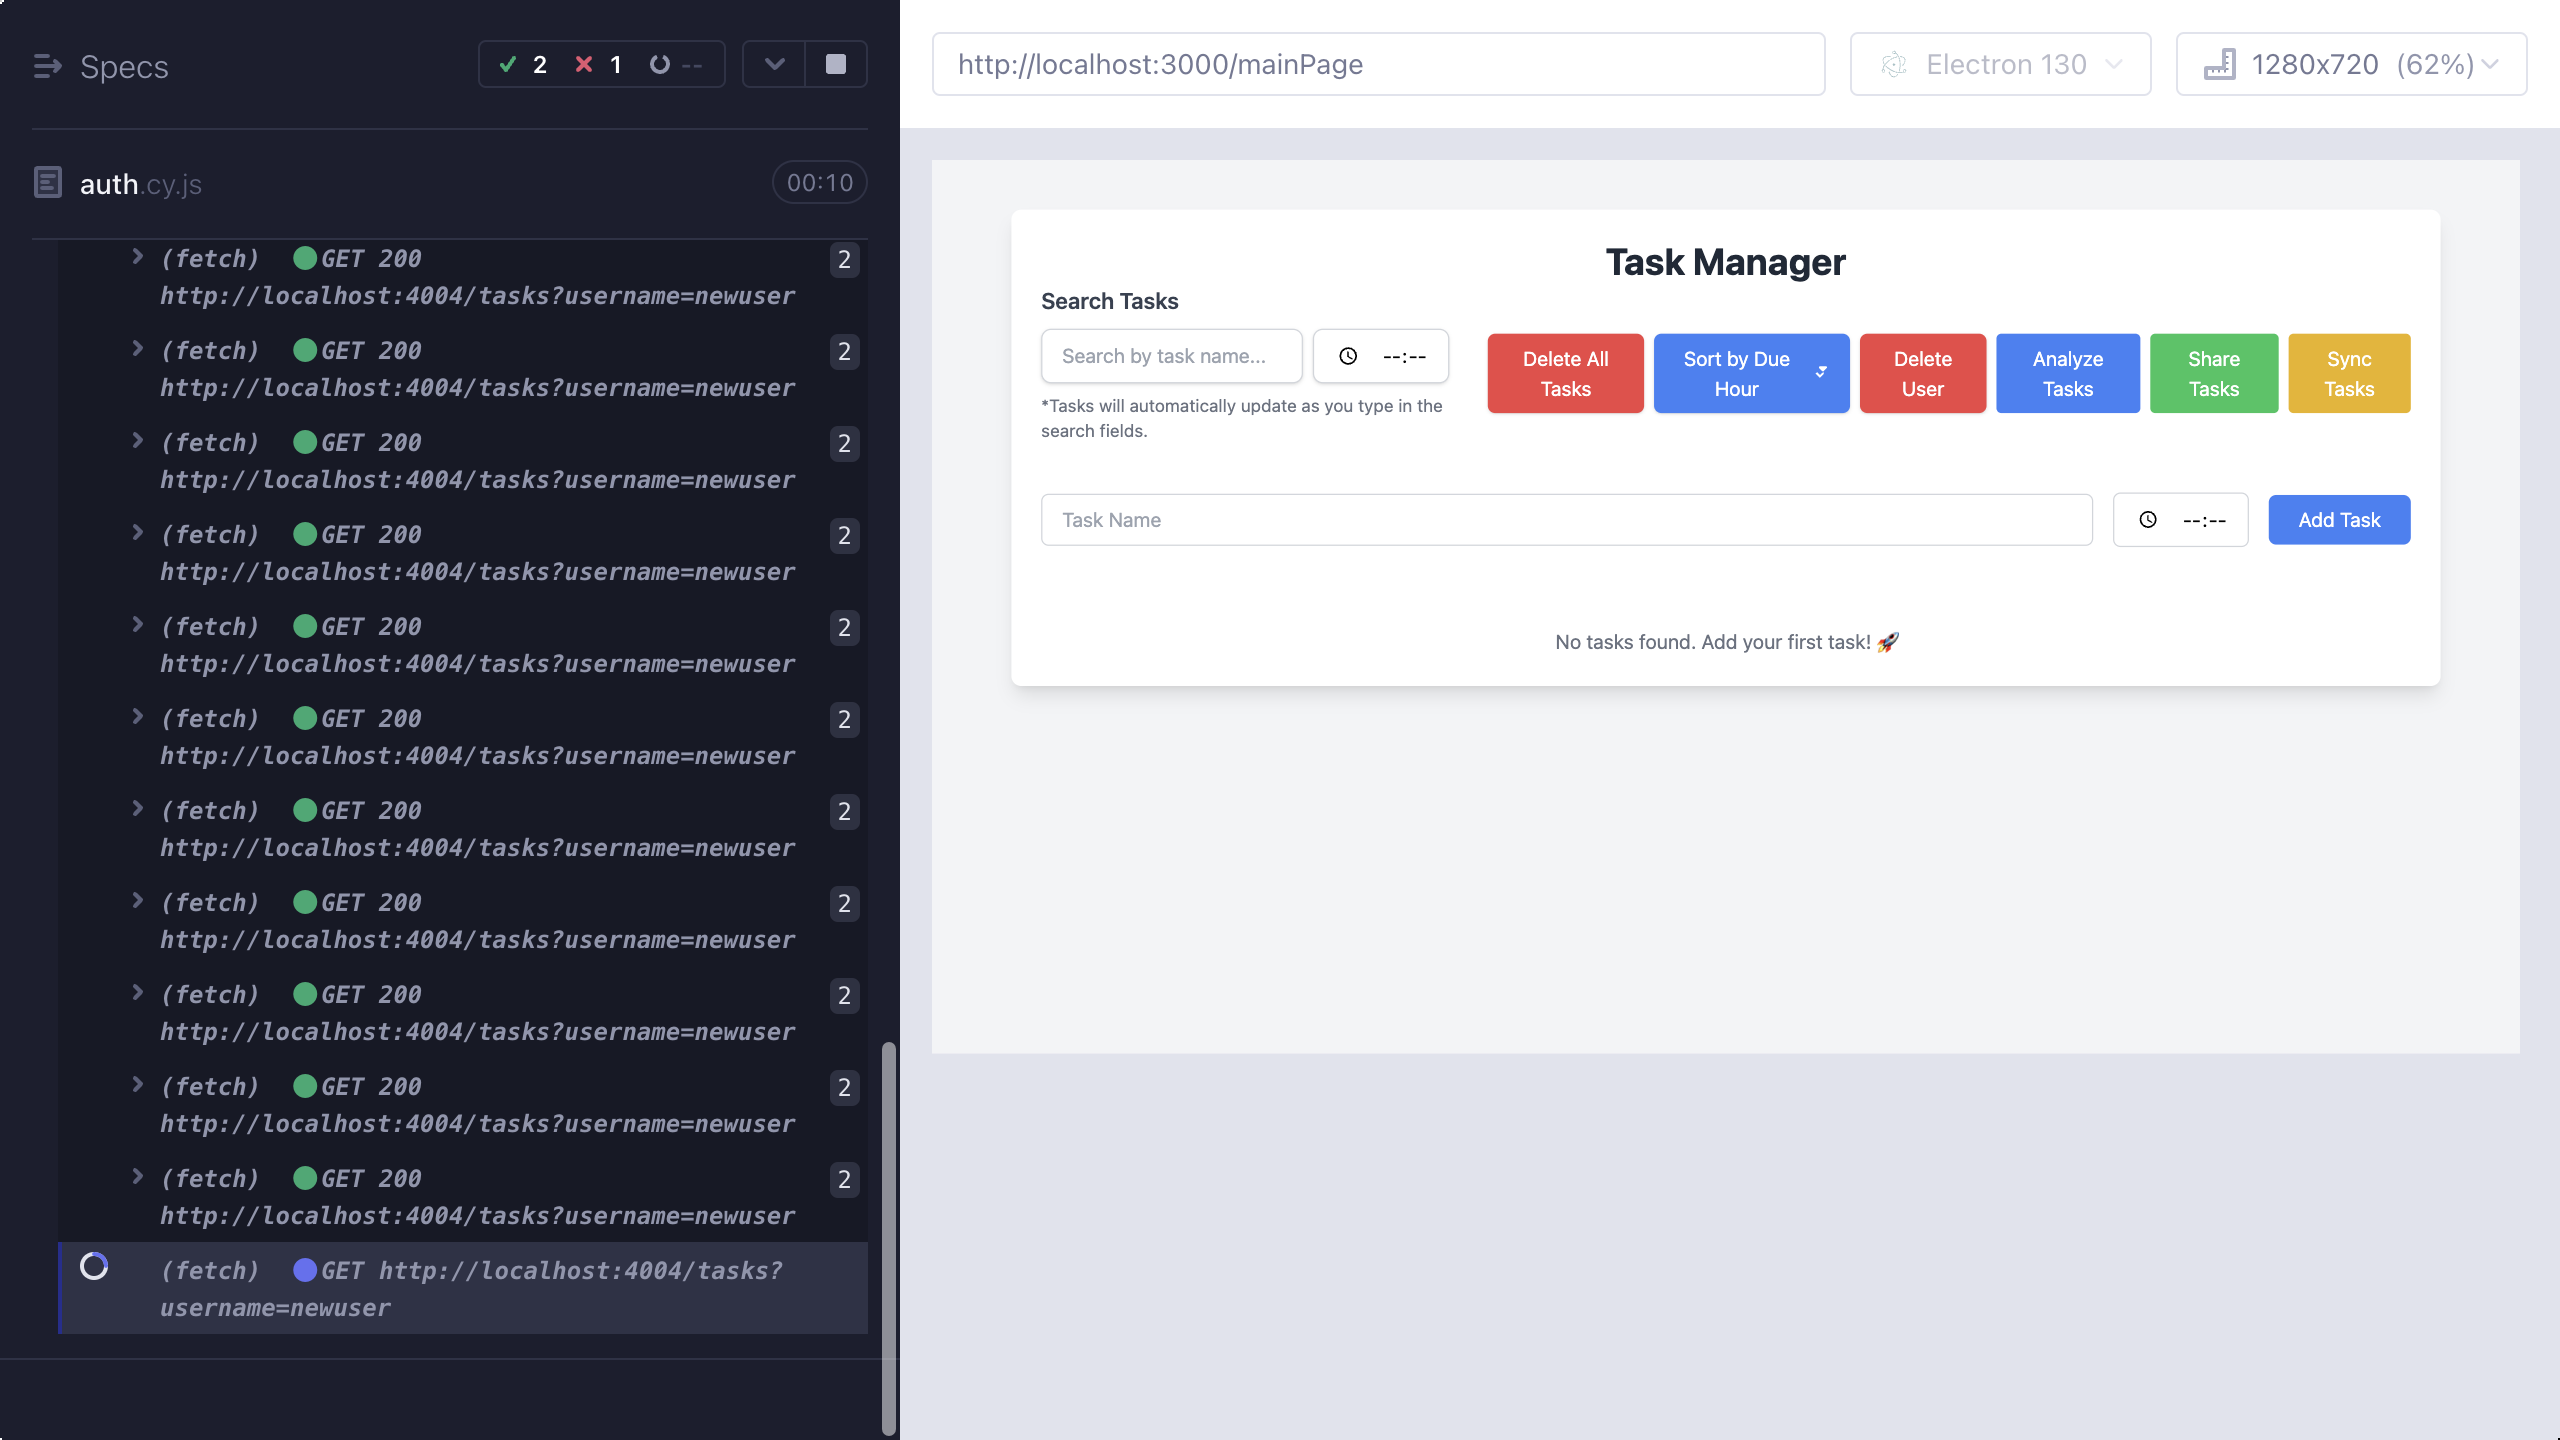 Specs
2 1 --
auth.cy.js
00:10
(fetch) GET 200 2
http://localhost:4004/tasks?username=newuser
(fetch) GET 200 2
http://localhost:4004/tasks?username=newuser
(fetch) GET 200 2
http://localhost:4004/tasks?username=newuser
(fetch) GET 200 2
http://localhost:4004/tasks?username=newuser
(fetch) GET 200 2
http://localhost:4004/tasks?username=newuser
(fetch) GET 200 2
http://localhost:4004/tasks?username=newuser
(fetch) GET 200 2
http://localhost:4004/tasks?username=newuser
(fetch) GET 200 2
http://localhost:4004/tasks?username=newuser
(fetch) GET 200 2
http://localhost:4004/tasks?username=newuser
(fetch) GET 200 2
http://localhost:4004/tasks?username=newuser
(fetch) GET 200 2
http://localhost:4004/tasks?username=newuser
(fetch) GET http://localhost:4004/tasks?
username=newuser
http://localhost:3000/mainPage
Electron 130
1280x720 (62%)
Task Manager
Search Tasks
Search by task name...
--:--
*Tasks will automatically update as you type in the
search fields.
Delete All
Tasks
Sort by Due
Hour
Delete
User
Analyze
Tasks
Share
Tasks
Sync
Tasks
Task Name
--:--
Add Task
No tasks found. Add your first task! 🚀